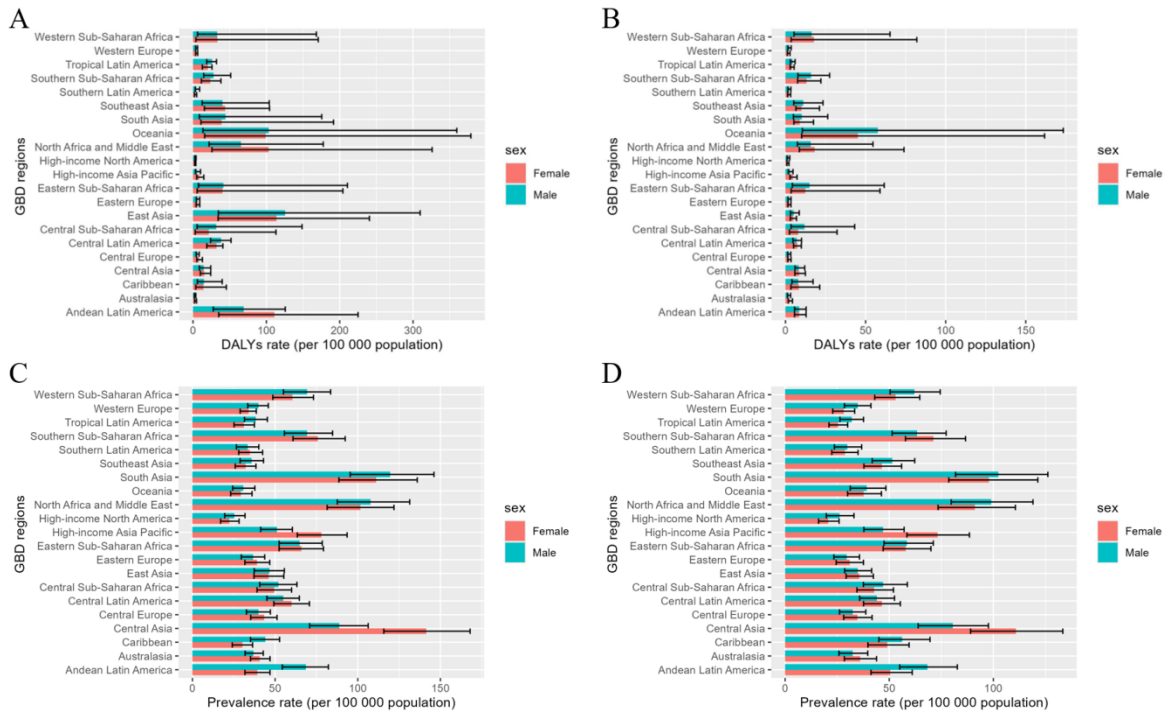 A
GBD regions
Western Sub-Saharan Africa
Western Europe
Tropical Latin America
Southern Sub-Saharan Africa
Southern Latin America
Southeast Asia
South Asia
Oceania
North Africa and Middle East
High-income North America
High-income Asia Pacific
Eastern Sub-Saharan Africa
Eastern Europe
East Asia
Central Sub-Saharan Africa
Central Latin America
Central Europe
Central Asia
Caribbean
Australasia
Andean Latin America
0 100 200 300
DALYs rate (per 100 000 population)
sex
Female
Male
B
GBD regions
Western Sub-Saharan Africa
Western Europe
Tropical Latin America
Southern Sub-Saharan Africa
Southern Latin America
Southeast Asia
South Asia
Oceania
North Africa and Middle East
High-income North America
High-income Asia Pacific
Eastern Sub-Saharan Africa
Eastern Europe
East Asia
Central Sub-Saharan Africa
Central Latin America
Central Europe
Central Asia
Caribbean
Australasia
Andean Latin America
0 50 100 150
DALYs rate (per 100 000 population)
sex
Female
Male
C
GBD regions
Western Sub-Saharan Africa
Western Europe
Tropical Latin America
Southern Sub-Saharan Africa
Southern Latin America
Southeast Asia
South Asia
Oceania
North Africa and Middle East
High-income North America
High-income Asia Pacific
Eastern Sub-Saharan Africa
Eastern Europe
East Asia
Central Sub-Saharan Africa
Central Latin America
Central Europe
Central Asia
Caribbean
Australasia
Andean Latin America
0 50 100 150
Prevalence rate (per 100 000 population)
sex
Female
Male
D
GBD regions
Western Sub-Saharan Africa
Western Europe
Tropical Latin America
Southern Sub-Saharan Africa
Southern Latin America
Southeast Asia
South Asia
Oceania
North Africa and Middle East
High-income North America
High-income Asia Pacific
Eastern Sub-Saharan Africa
Eastern Europe
East Asia
Central Sub-Saharan Africa
Central Latin America
Central Europe
Central Asia
Caribbean
Australasia
Andean Latin America
0 50 100
Prevalence rate (per 100 000 population)
sex
Female
Male